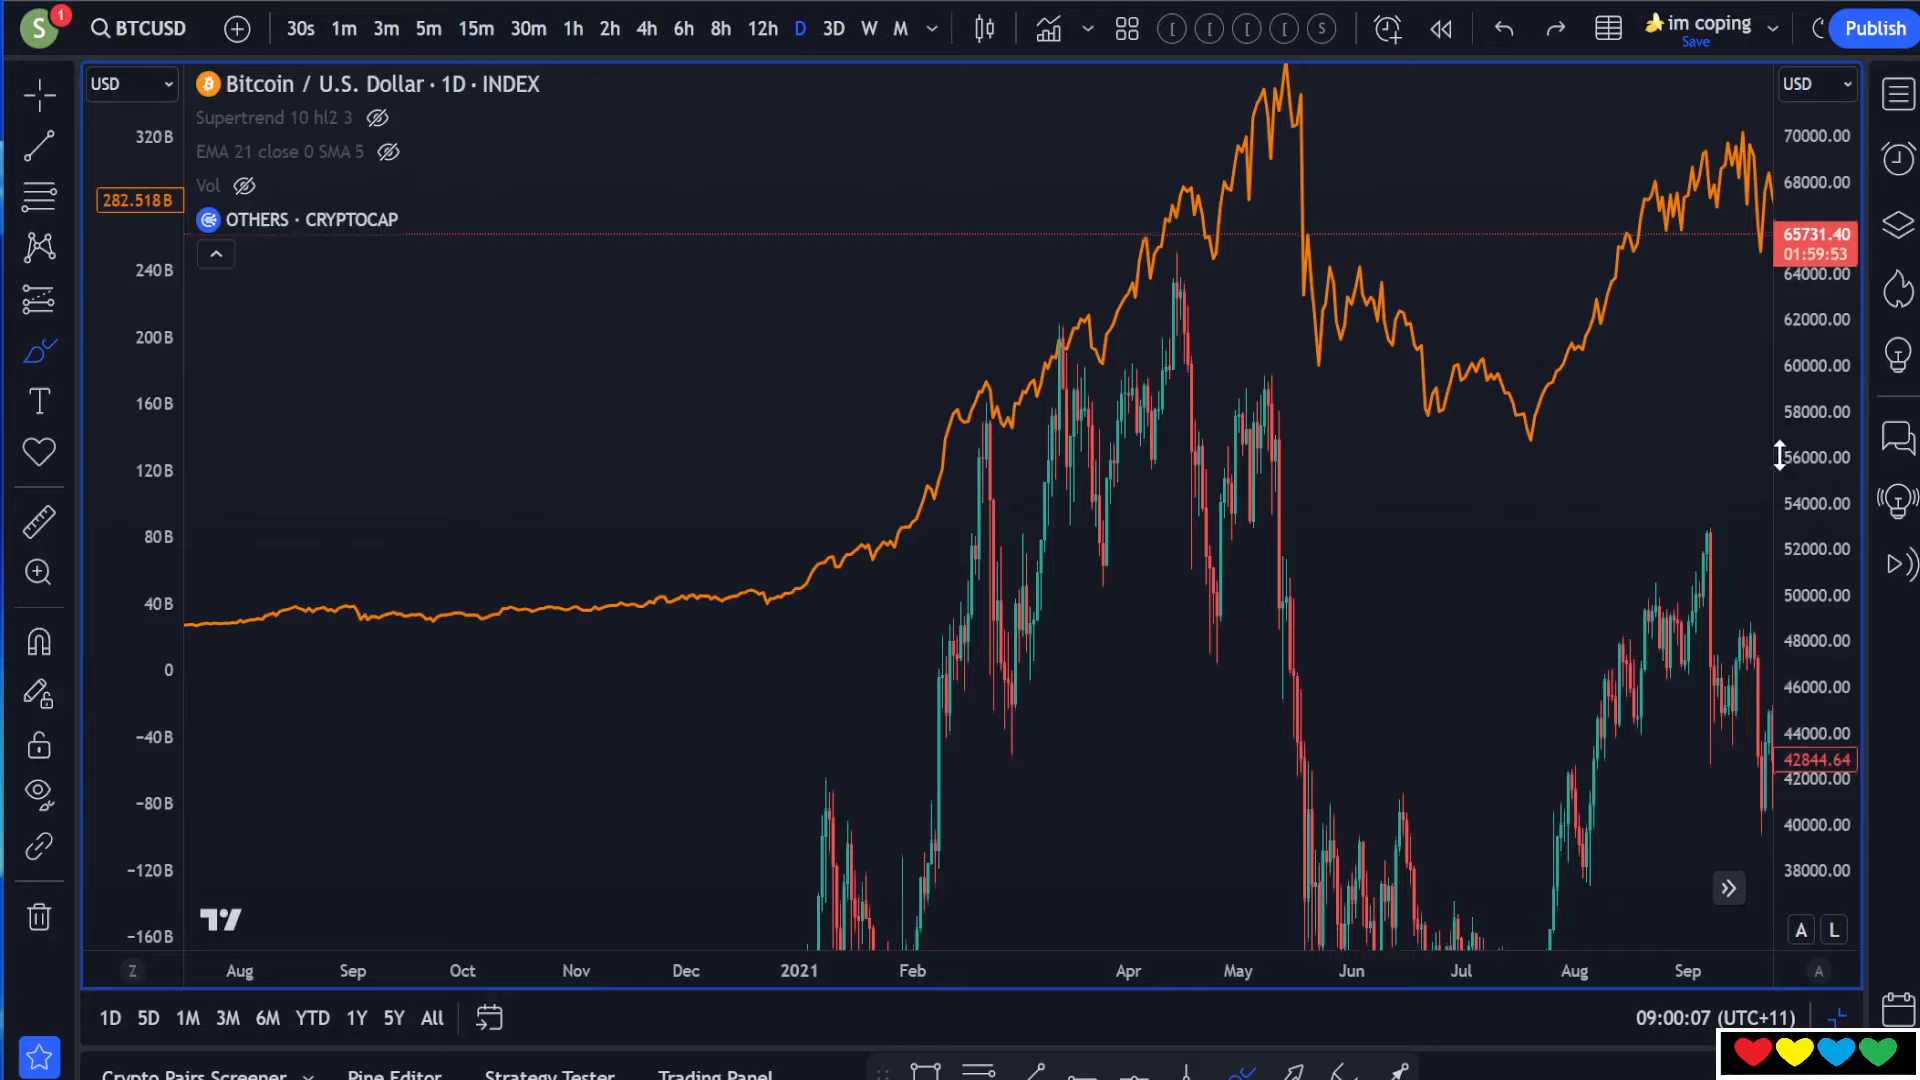 S 1 BTCUSD 30s 1m 3m 5m 15m 30m 1h 2h 4h 6h 8h 12h D 3D W M [ [ [ [ S im coping Save Publish
USD Bitcoin / U.S. Dollar · 1D · INDEX USD
Supertrend 10 hl2 3
320B 70000.00
EMA 21 close 0 SMA 5
Vol 68000.00
282.518B
OTHERS · CRYPTOCAP
65731.40
01:59:53
240B 64000.00
200B 62000.00
60000.00
160B 58000.00
120B 56000.00
54000.00
80B 52000.00
40B 50000.00
48000.00
0
46000.00
−40B 44000.00
42844.64
42000.00
−80B
40000.00
−120B 38000.00
−160B A L
Z Aug Sep Oct Nov Dec 2021 Feb Apr May Jun Jul Aug Sep A
1D 5D 1M 3M 6M YTD 1Y 5Y All 09:00:07 (UTC+11)
Crypto Pairs Screener Pine Editor Strategy Tester Trading Panel